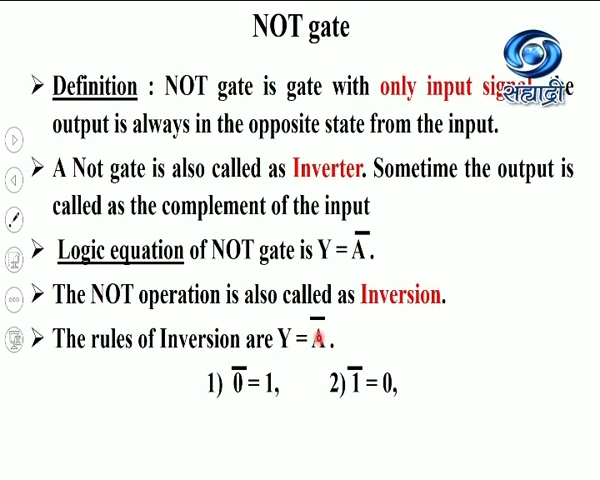 NOT gate
सह्याद्री
➢ Definition : NOT gate is gate with only input signal the
output is always in the opposite state from the input.
➢ A Not gate is also called as Inverter. Sometime the output is
called as the complement of the input
➢ Logic equation of NOT gate is Y = A̅ .
➢ The NOT operation is also called as Inversion.
➢ The rules of Inversion are Y = A̅ .
1) 0̅ = 1, 2) 1̅ = 0,